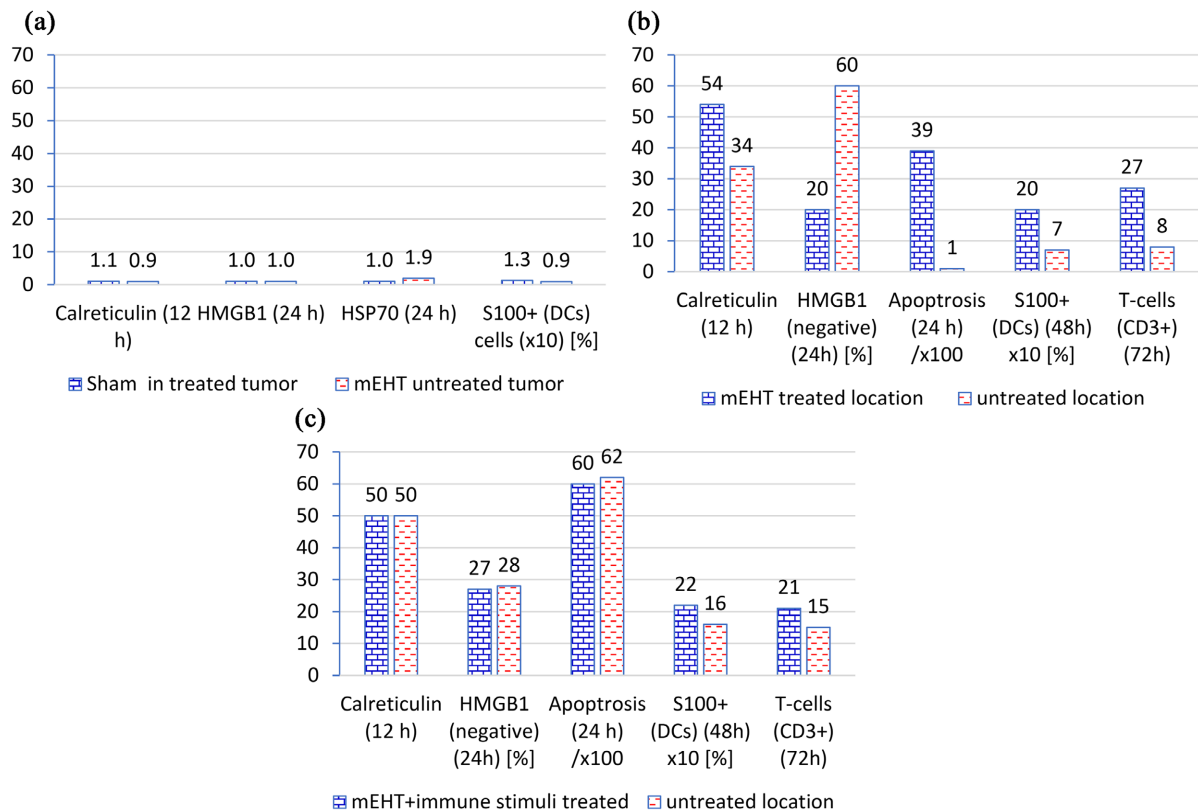 (a)
70
60
50
40
30
20
10
0
1.1 0.9 1.0 1.0 1.0 1.9 1.3 0.9
Calreticulin (12 HMGB1 (24 h) HSP70 (24 h) S100+ (DCs)
h) cells (x10) [%]
Sham in treated tumor mEHT untreated tumor
(b)
70
60
50
40
30
20
10
0
54 34 20 60 39 1 20 7 27 8
Calreticulin HMGB1 Apoptrosis S100+ T-cells
(12 h) (negative) (24 h) (DCs) (48h) (CD3+)
(24h) [%] /x100 x10 [%] (72h)
mEHT treated location untreated location
(c)
70
60
50
40
30
20
10
0
50 50 27 28 60 62 22 16 21 15
Calreticulin HMGB1 Apoptrosis S100+ T-cells
(12 h) (negative) (24 h) (DCs) (48h) (CD3+)
(24h) [%] /x100 x10 [%] (72h)
mEHT+immune stimuli treated untreated location